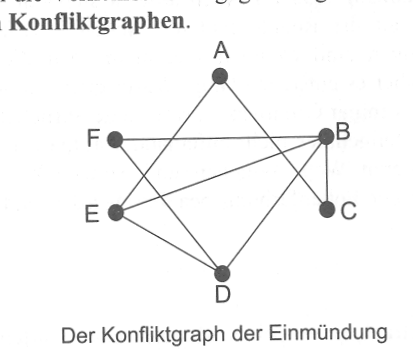 Konfliktgraphen.
A
F
B
E
C
D
Der Konfliktgraph der Einmündung